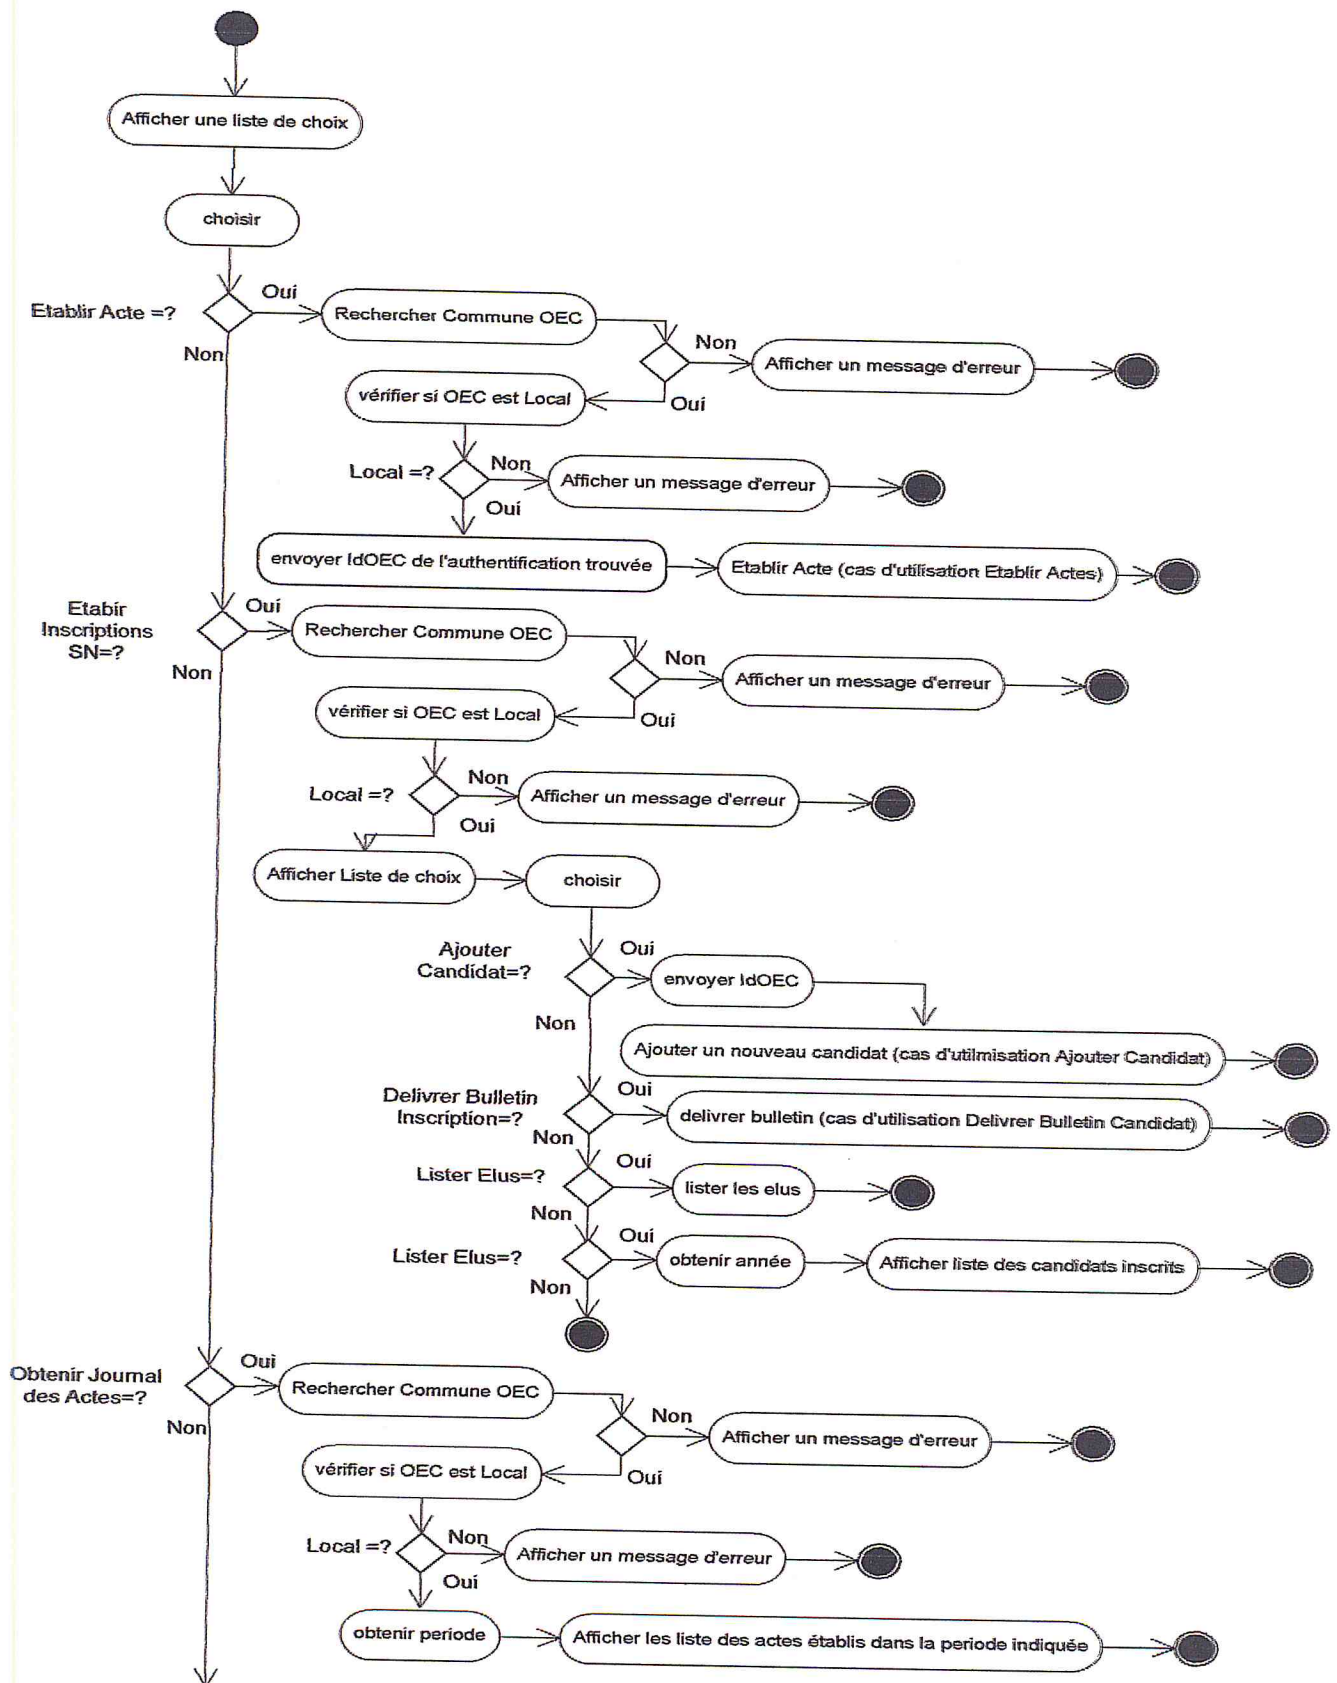 Afficher une liste de choix
choisir
Etablir Acte =?
Oui
Rechercher Commune OEC
Non
Non
Afficher un message d'erreur
vérifier si OEC est Local
Oui
Local =?
Non
Afficher un message d'erreur
Oui
envoyer IdOEC de l'authentification trouvée
Etablir Acte (cas d'utilisation Etablir Actes)
Etabir
Inscriptions
SN=?
Oui
Rechercher Commune OEC
Non
Non
Afficher un message d'erreur
vérifier si OEC est Local
Oui
Local =?
Non
Afficher un message d'erreur
Oui
Afficher Liste de choix
choisir
Ajouter
Candidat=?
Oui
envoyer IdOEC
Non
Ajouter un nouveau candidat (cas d'utilmisation Ajouter Candidat)
Delivrer Bulletin
Inscription=?
Oui
delivrer bulletin (cas d'utilisation Delivrer Bulletin Candidat)
Non
Lister Elus=?
Oui
lister les elus
Non
Lister Elus=?
Oui
obtenir année
Afficher liste des candidats inscrits
Non
Obtenir Journal
des Actes=?
Oui
Rechercher Commune OEC
Non
Non
Afficher un message d'erreur
vérifier si OEC est Local
Oui
Local =?
Non
Afficher un message d'erreur
Oui
obtenir periode
Afficher les liste des actes établis dans la periode indiquée